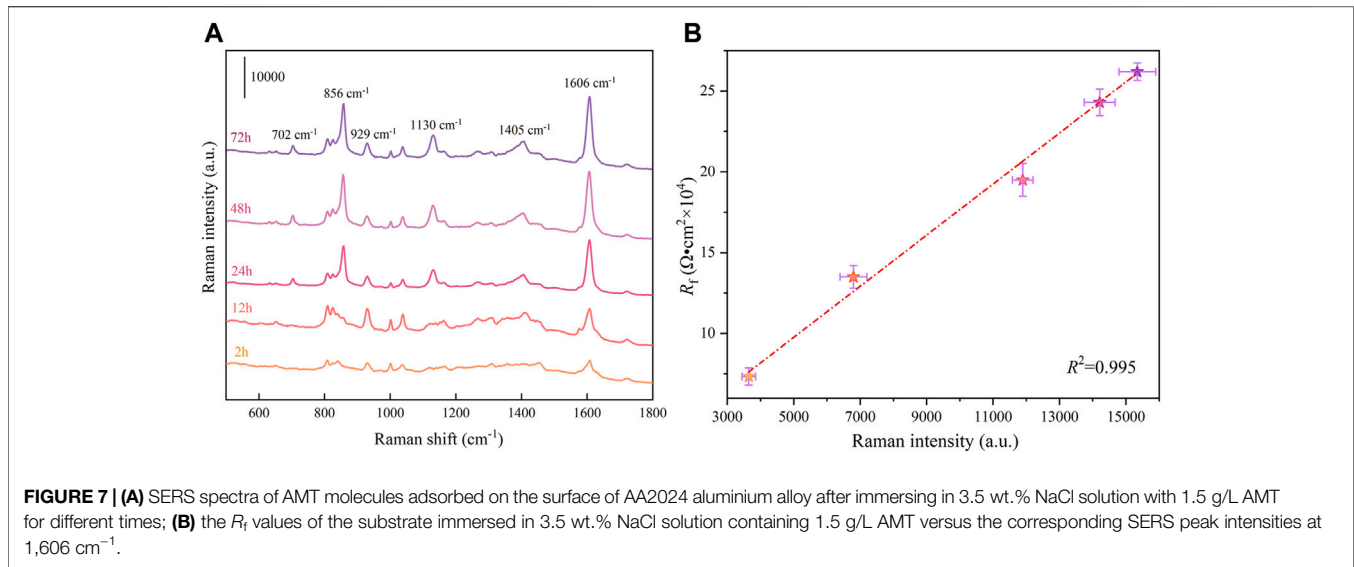 A
10000
1606 cm⁻¹
856 cm⁻¹
702 cm⁻¹
929 cm⁻¹
1130 cm⁻¹
1405 cm⁻¹
72h
48h
24h
12h
2h
Raman intensity (a.u.)
600 800 1000 1200 1400 1600 1800
Raman shift (cm⁻¹)
B
25
20
15
10
Rf (Ω•cm²×10⁴)
R²=0.995
3000 5000 7000 9000 11000 13000 15000
Raman intensity (a.u.)
FIGURE 7 | (A) SERS spectra of AMT molecules adsorbed on the surface of AA2024 aluminium alloy after immersing in 3.5 wt.% NaCl solution with 1.5 g/L AMT
for different times; (B) the Rf values of the substrate immersed in 3.5 wt.% NaCl solution containing 1.5 g/L AMT versus the corresponding SERS peak intensities at
1,606 cm⁻¹.